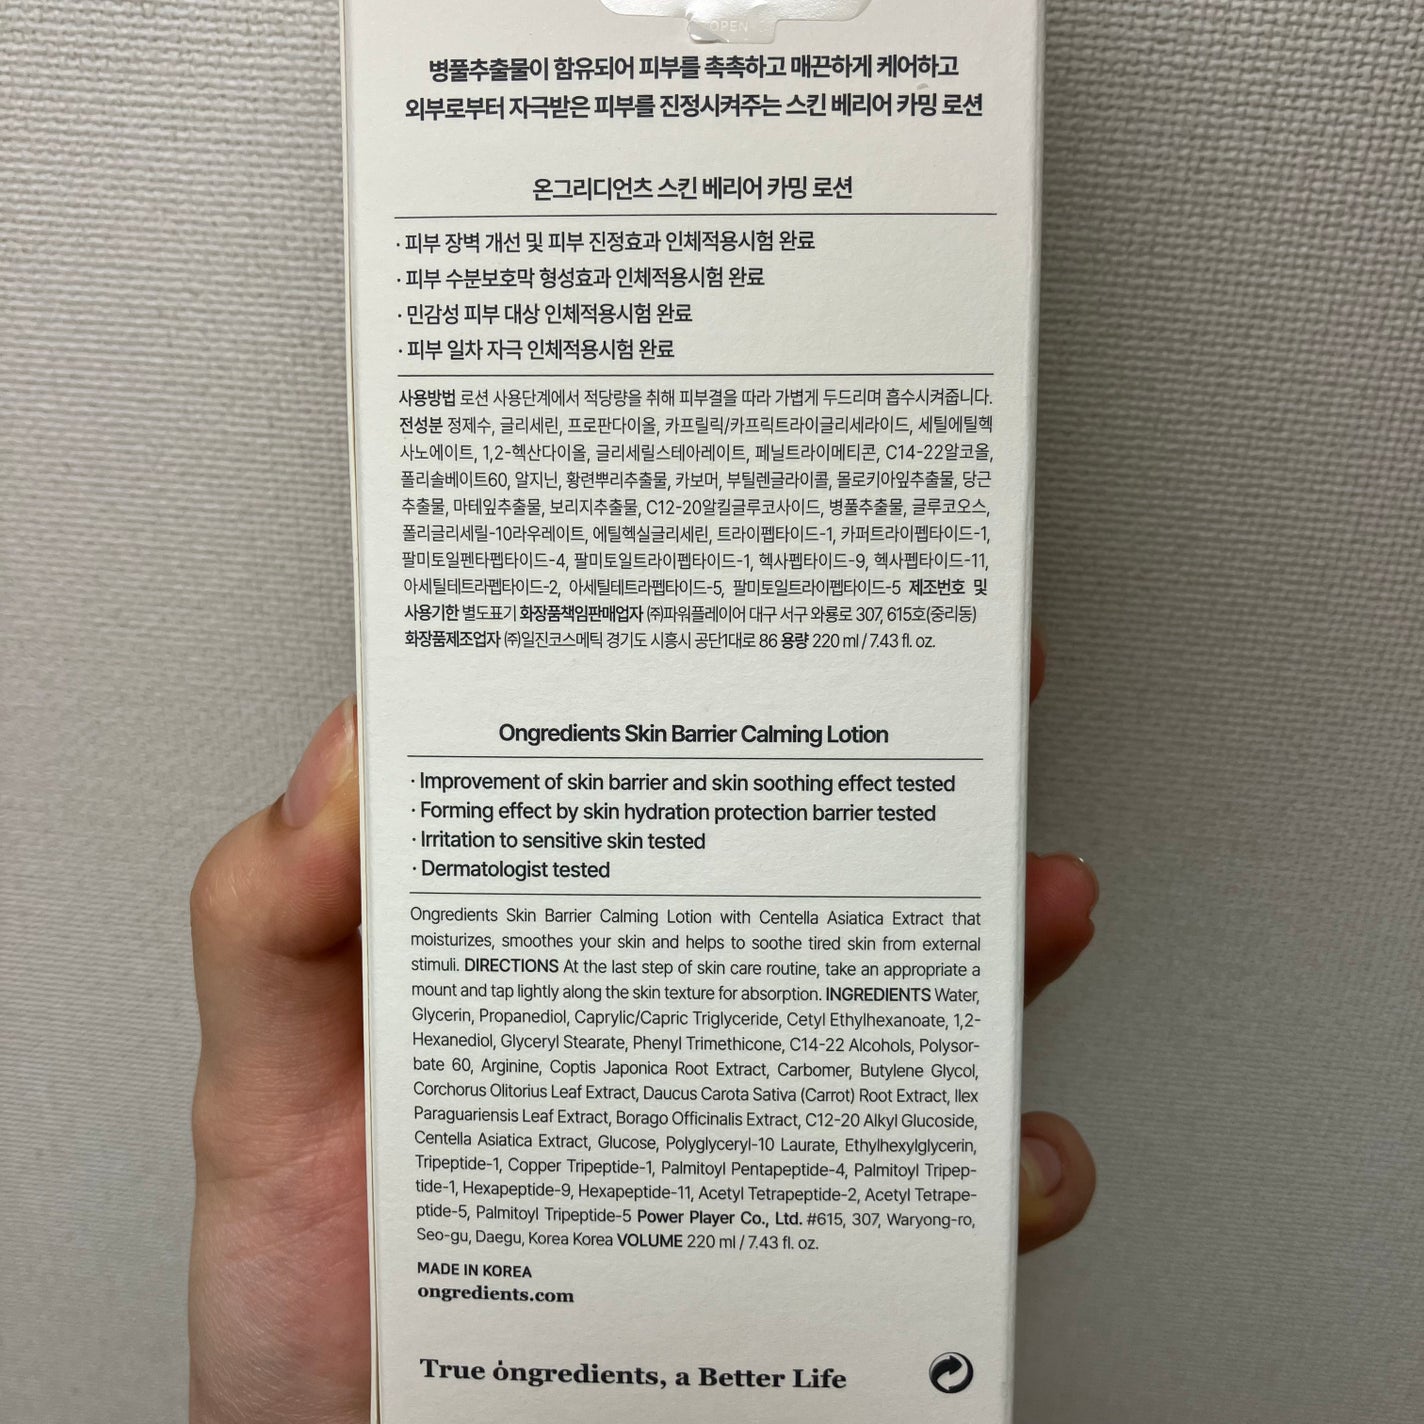 OPEN
병풀추출물이 함유되어 피부를 촉촉하고 매끈하게 케어하고
외부로부터 자극받은 피부를 진정시켜주는 스킨 베리어 카밍 로션
온그리디언츠 스킨 베리어 카밍 로션
· 피부 장벽 개선 및 피부 진정효과 인체적용시험 완료
· 피부 수분보호막 형성효과 인체적용시험 완료
· 민감성 피부 대상 인체적용시험 완료
· 피부 일차 자극 인체적용시험 완료
사용방법 로션 사용단계에서 적당량을 취해 피부결을 따라 가볍게 두드리며 흡수시켜줍니다.
전성분 정제수, 글리세린, 프로판다이올, 카프릴릭/카프릭트라이글리세라이드, 세틸에틸헥
사노에이트, 1,2-헥산다이올, 글리세릴스테아레이트, 페닐트라이메티콘, C14-22알코올,
폴리솔베이트60, 알지닌, 황련뿌리추출물, 카보머, 부틸렌글라이콜, 몰로키아잎추출물, 당근
추출물, 마테잎추출물, 보리지추출물, C12-20알킬글루코사이드, 병풀추출물, 글루코오스,
폴리글리세릴-10라우레이트, 에틸헥실글리세린, 트라이펩타이드-1, 카퍼트라이펩타이드-1,
팔미토일펜타펩타이드-4, 팔미토일트라이펩타이드-1, 헥사펩타이드-9, 헥사펩타이드-11,
아세틸테트라펩타이드-2, 아세틸테트라펩타이드-5, 팔미토일트라이펩타이드-5 제조번호 및
사용기한 별도표기 화장품책임판매업자 ㈜파워플레이어 대구 서구 와룡로 307, 615호(중리동)
화장품제조업자 ㈜일진코스메틱 경기도 시흥시 공단1대로 86 용량 220 ml / 7.43 fl. oz.
Ongredients Skin Barrier Calming Lotion
· Improvement of skin barrier and skin soothing effect tested
· Forming effect by skin hydration protection barrier tested
· Irritation to sensitive skin tested
· Dermatologist tested
Ongredients Skin Barrier Calming Lotion with Centella Asiatica Extract that
moisturizes, smoothes your skin and helps to soothe tired skin from external
stimuli. DIRECTIONS At the last step of skin care routine, take an appropriate a
mount and tap lightly along the skin texture for absorption. INGREDIENTS Water,
Glycerin, Propanediol, Caprylic/Capric Triglyceride, Cetyl Ethylhexanoate, 1,2-
Hexanediol, Glyceryl Stearate, Phenyl Trimethicone, C14-22 Alcohols, Polysor-
bate 60, Arginine, Coptis Japonica Root Extract, Carbomer, Butylene Glycol,
Corchorus Olitorius Leaf Extract, Daucus Carota Sativa (Carrot) Root Extract, Ilex
Paraguariensis Leaf Extract, Borago Officinalis Extract, C12-20 Alkyl Glucoside,
Centella Asiatica Extract, Glucose, Polyglyceryl-10 Laurate, Ethylhexylglycerin,
Tripeptide-1, Copper Tripeptide-1, Palmitoyl Pentapeptide-4, Palmitoyl Tripep-
tide-1, Hexapeptide-9, Hexapeptide-11, Acetyl Tetrapeptide-2, Acetyl Tetrape-
ptide-5, Palmitoyl Tripeptide-5 Power Player Co., Ltd. #615, 307, Waryong-ro,
Seo-gu, Daegu, Korea Korea VOLUME 220 ml / 7.43 fl. oz.
MADE IN KOREA
ongredients.com
True ȯngredients, a Better Life